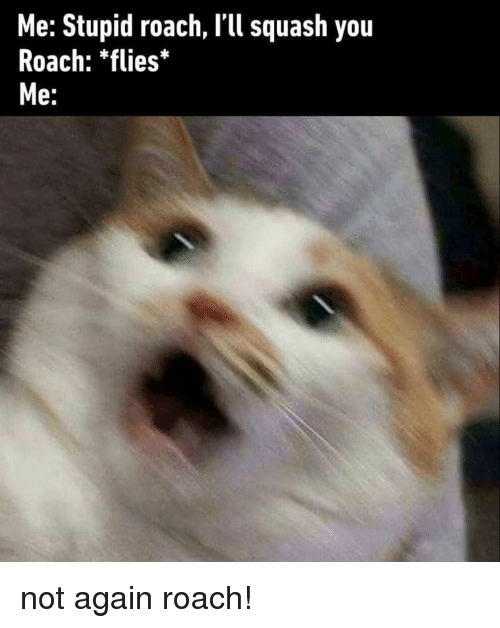 Me: Stupid roach, I'll squash you
Roach: *flies*
Me:
not again roach!